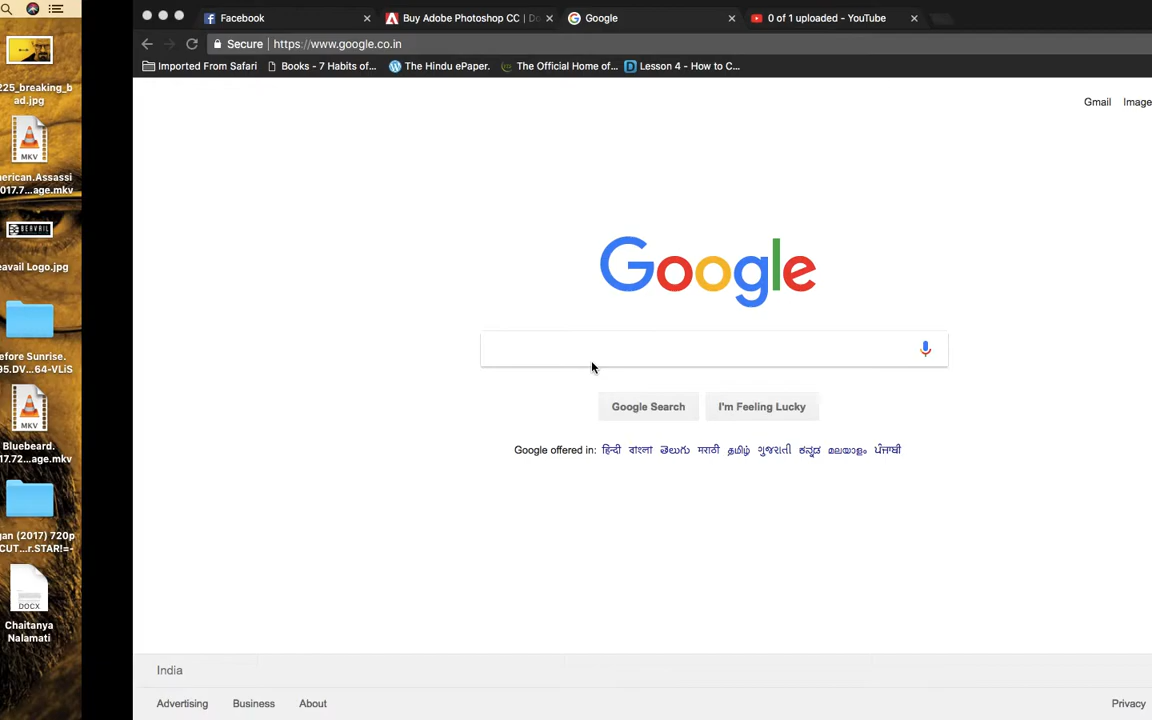 225_breaking_b
ad.jpg
MKV
merican.Assassi
017.7...age.mkv
BEAVAIL
eavail Logo.jpg
efore Sunrise.
95.DV...64-VLiS
MKV
Bluebeard.
17.72...age.mkv
gan (2017) 720p
CUT...r.STAR!=-
DOCX
Chaitanya
Nalamati
Facebook
Buy Adobe Photoshop CC | Do
Google
0 of 1 uploaded - YouTube
Secure | https://www.google.co.in
Imported From Safari
Books - 7 Habits of...
The Hindu ePaper.
The Official Home of...
Lesson 4 - How to C...
Gmail Image
Google
Google Search
I'm Feeling Lucky
Google offered in: हिन्दी বাংলা తెలుగు मराठी தமிழ் ગુજરાતી ಕನ್ನಡ മലയാളം ਪੰਜਾਬੀ
India
Advertising Business About
Privacy